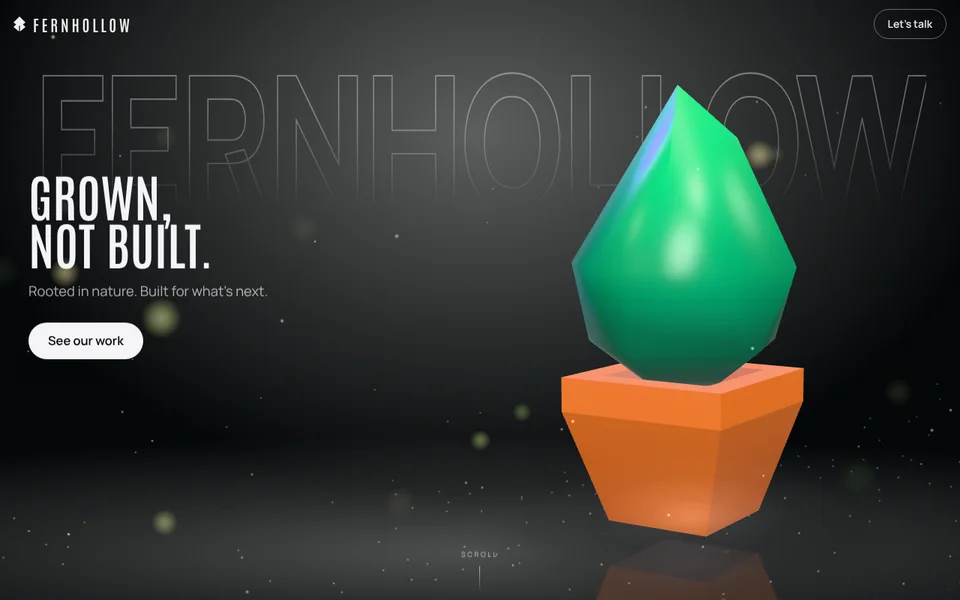 FERNHOLLOW
Let's talk
FERNHOLLOW
GROWN,
NOT BUILT.
Rooted in nature. Built for what's next.
See our work
SCROLL